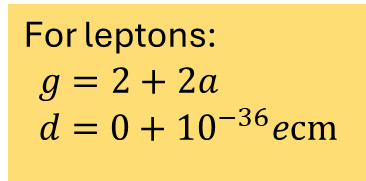 For leptons:
g = 2 + 2a
d = 0 + 10⁻³⁶ ecm